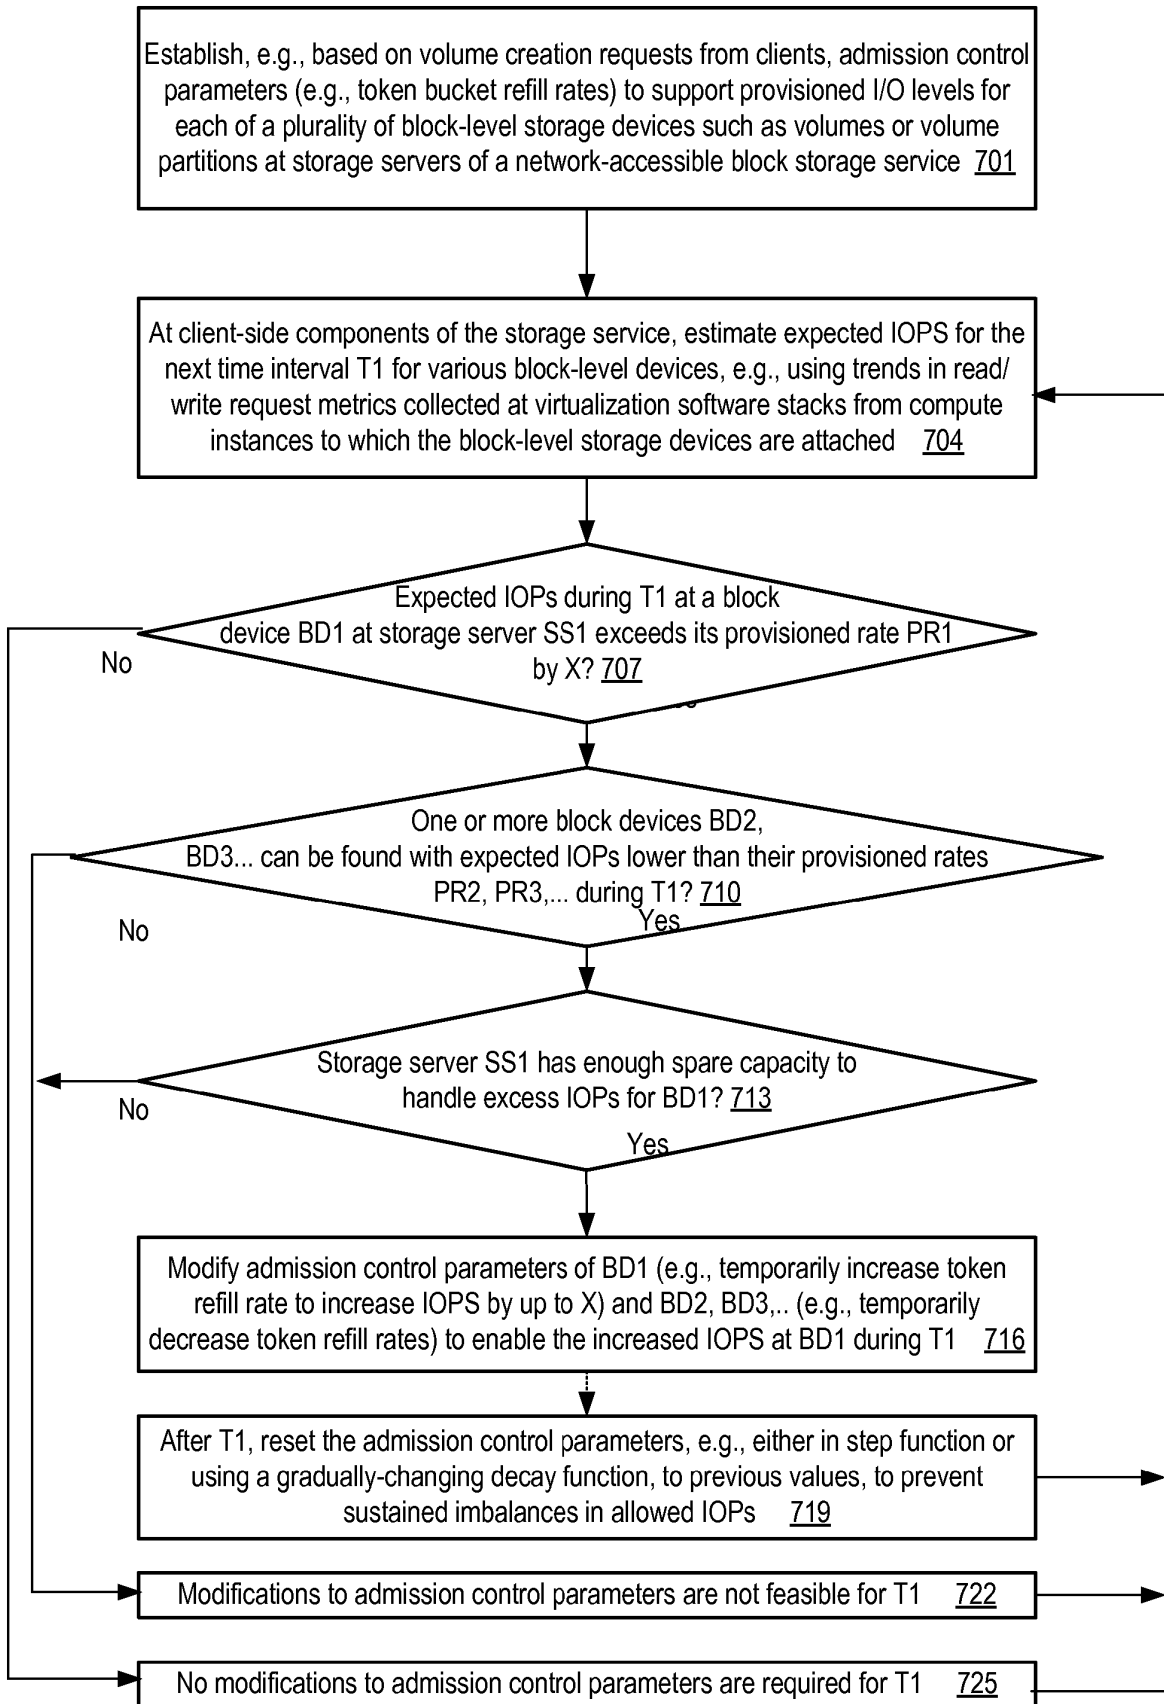 Establish, e.g., based on volume creation requests from clients, admission control
parameters (e.g., token bucket refill rates) to support provisioned I/O levels for
each of a plurality of block-level storage devices such as volumes or volume
partitions at storage servers of a network-accessible block storage service 701
At client-side components of the storage service, estimate expected IOPS for the
next time interval T1 for various block-level devices, e.g., using trends in read/
write request metrics collected at virtualization software stacks from compute
instances to which the block-level storage devices are attached 704
Expected IOPs during T1 at a block
device BD1 at storage server SS1 exceeds its provisioned rate PR1
by X? 707
No
One or more block devices BD2,
BD3... can be found with expected IOPs lower than their provisioned rates
PR2, PR3,... during T1? 710
Yes
No
Storage server SS1 has enough spare capacity to
handle excess IOPs for BD1? 713
No
Yes
Modify admission control parameters of BD1 (e.g., temporarily increase token
refill rate to increase IOPS by up to X) and BD2, BD3,.. (e.g., temporarily
decrease token refill rates) to enable the increased IOPS at BD1 during T1 716
After T1, reset the admission control parameters, e.g., either in step function or
using a gradually-changing decay function, to previous values, to prevent
sustained imbalances in allowed IOPs 719
Modifications to admission control parameters are not feasible for T1 722
No modifications to admission control parameters are required for T1 725